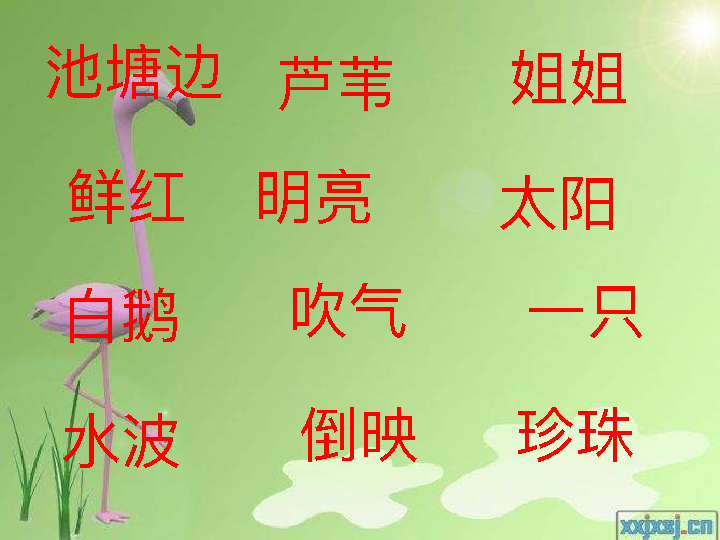 池塘边 芦苇 姐姐
鲜红 明亮 太阳
白鹅 吹气 一只
水波 倒映 珍珠
xxjxsj.cn